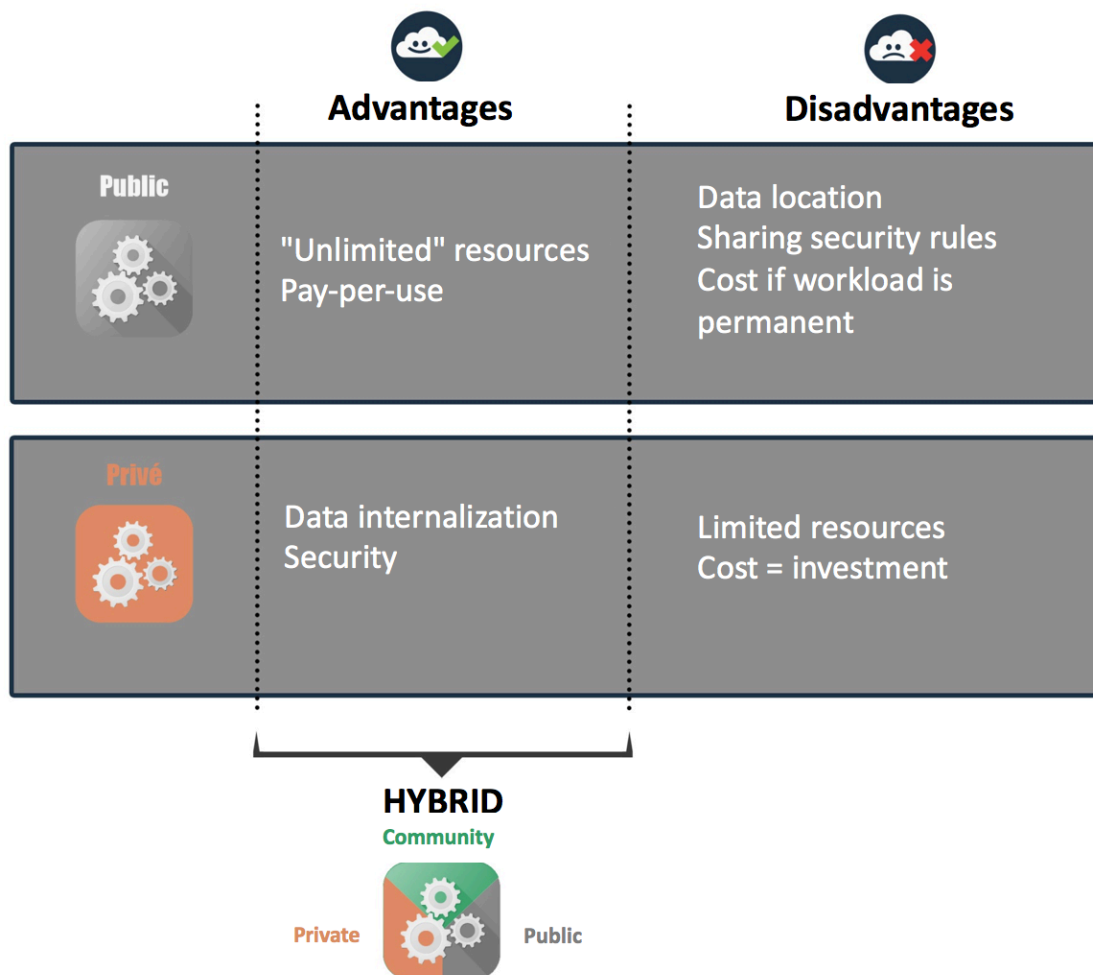 Advantages
Disadvantages
Public
"Unlimited" resources
Pay-per-use
Data location
Sharing security rules
Cost if workload is
permanent
Privé
Data internalization
Security
Limited resources
Cost = investment
HYBRID
Community
Private
Public